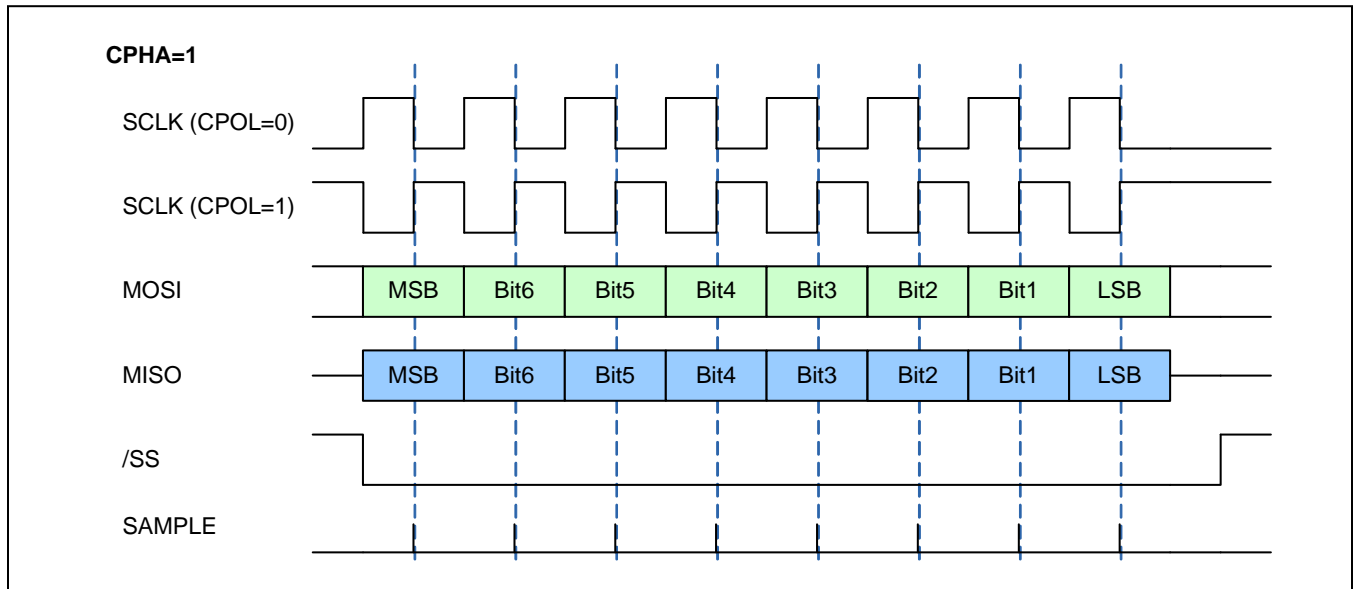 CPHA=1
SCLK (CPOL=0)
SCLK (CPOL=1)
MOSI MSB Bit6 Bit5 Bit4 Bit3 Bit2 Bit1 LSB
MISO MSB Bit6 Bit5 Bit4 Bit3 Bit2 Bit1 LSB
/SS
SAMPLE